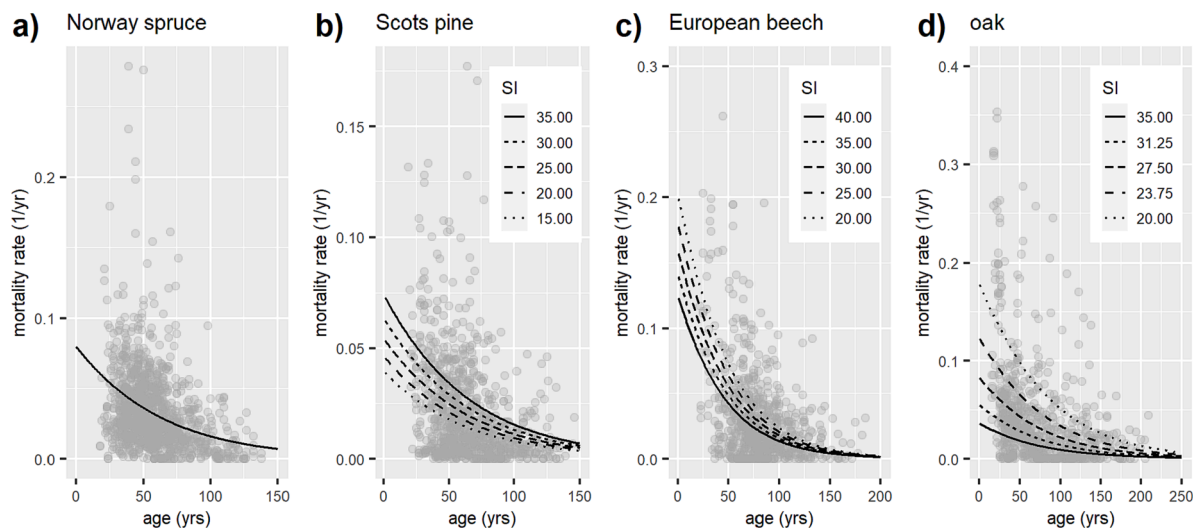 a) Norway spruce
mortality rate (1/yr)
0.2
0.1
0.0
0 50 100 150
age (yrs)
b) Scots pine
mortality rate (1/yr)
0.15
0.10
0.05
0.00
0 50 100 150
age (yrs)
SI
35.00
30.00
25.00
20.00
15.00
c) European beech
mortality rate (1/yr)
0.3
0.2
0.1
0.0
0 50 100 150 200
age (yrs)
SI
40.00
35.00
30.00
25.00
20.00
d) oak
mortality rate (1/yr)
0.4
0.3
0.2
0.1
0.0
0 50 100 150 200 250
age (yrs)
SI
35.00
31.25
27.50
23.75
20.00